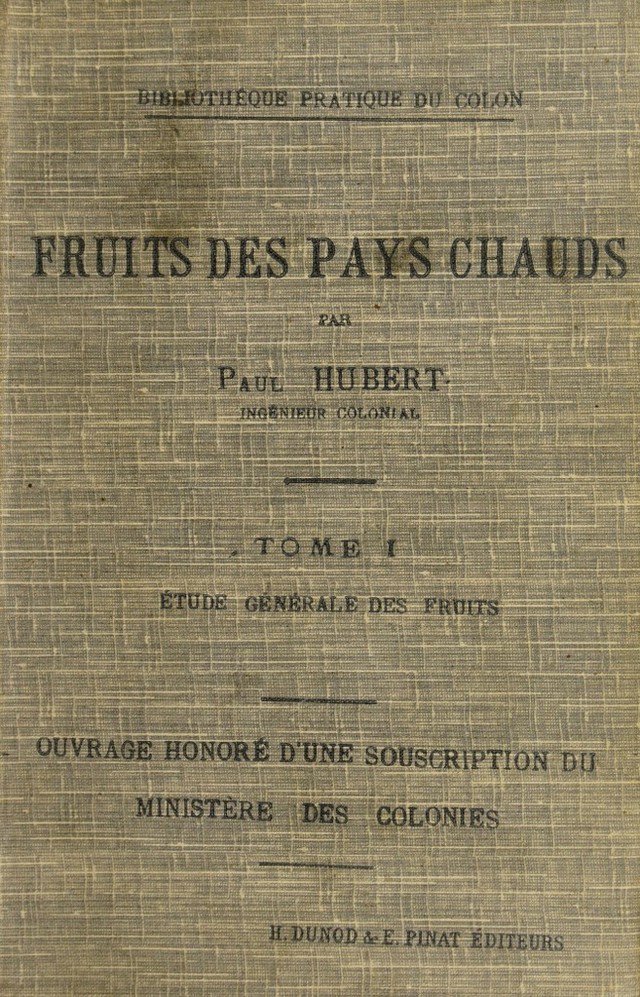 BIBLIOTHÉQUE PRATIQUE DU COLON
FRUITS DES PAYS CHAUDS
PAR
PAUL HUBERT
INGÉNIEUR COLONIAL
TOME I
ÉTUDE GÉNÉRALE DES FRUITS
OUVRAGE HONORÉ D'UNE SOUSCRIPTION DU
MINISTÈRE DES COLONIES
H. DUNOD & E. PINAT ÉDITEURS